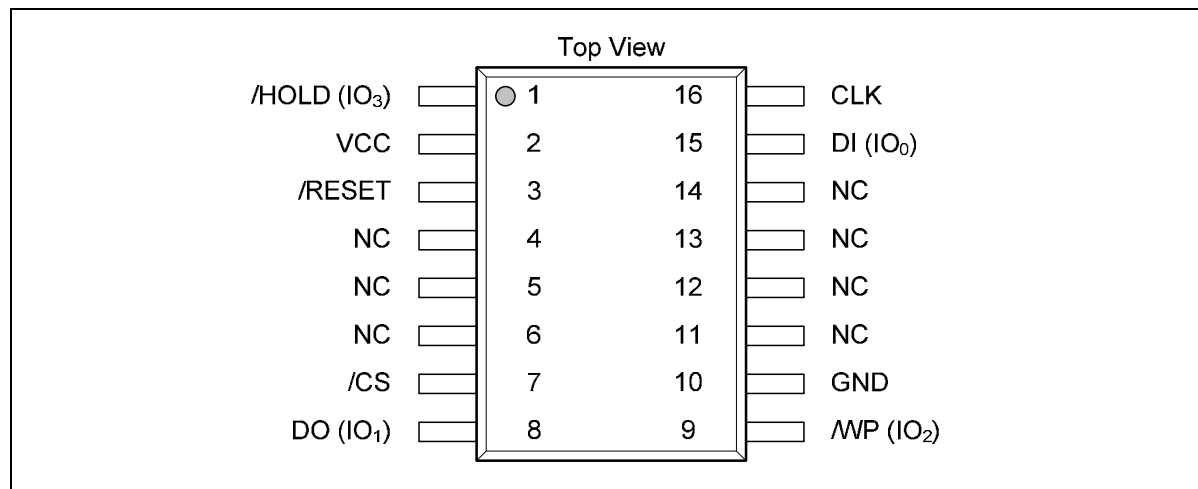 Top View
/HOLD (IO₃) 1 16 CLK
VCC 2 15 DI (IO₀)
/RESET 3 14 NC
NC 4 13 NC
NC 5 12 NC
NC 6 11 NC
/CS 7 10 GND
DO (IO₁) 8 9 /WP (IO₂)